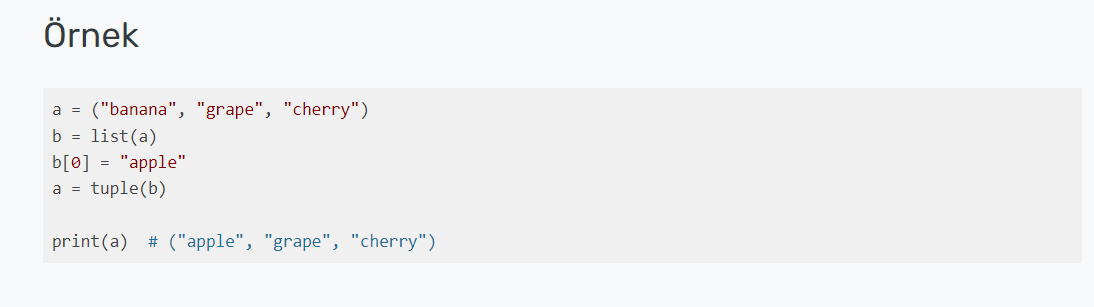 Örnek
a = ("banana", "grape", "cherry")
b = list(a)
b[0] = "apple"
a = tuple(b)
print(a)  # ("apple", "grape", "cherry")